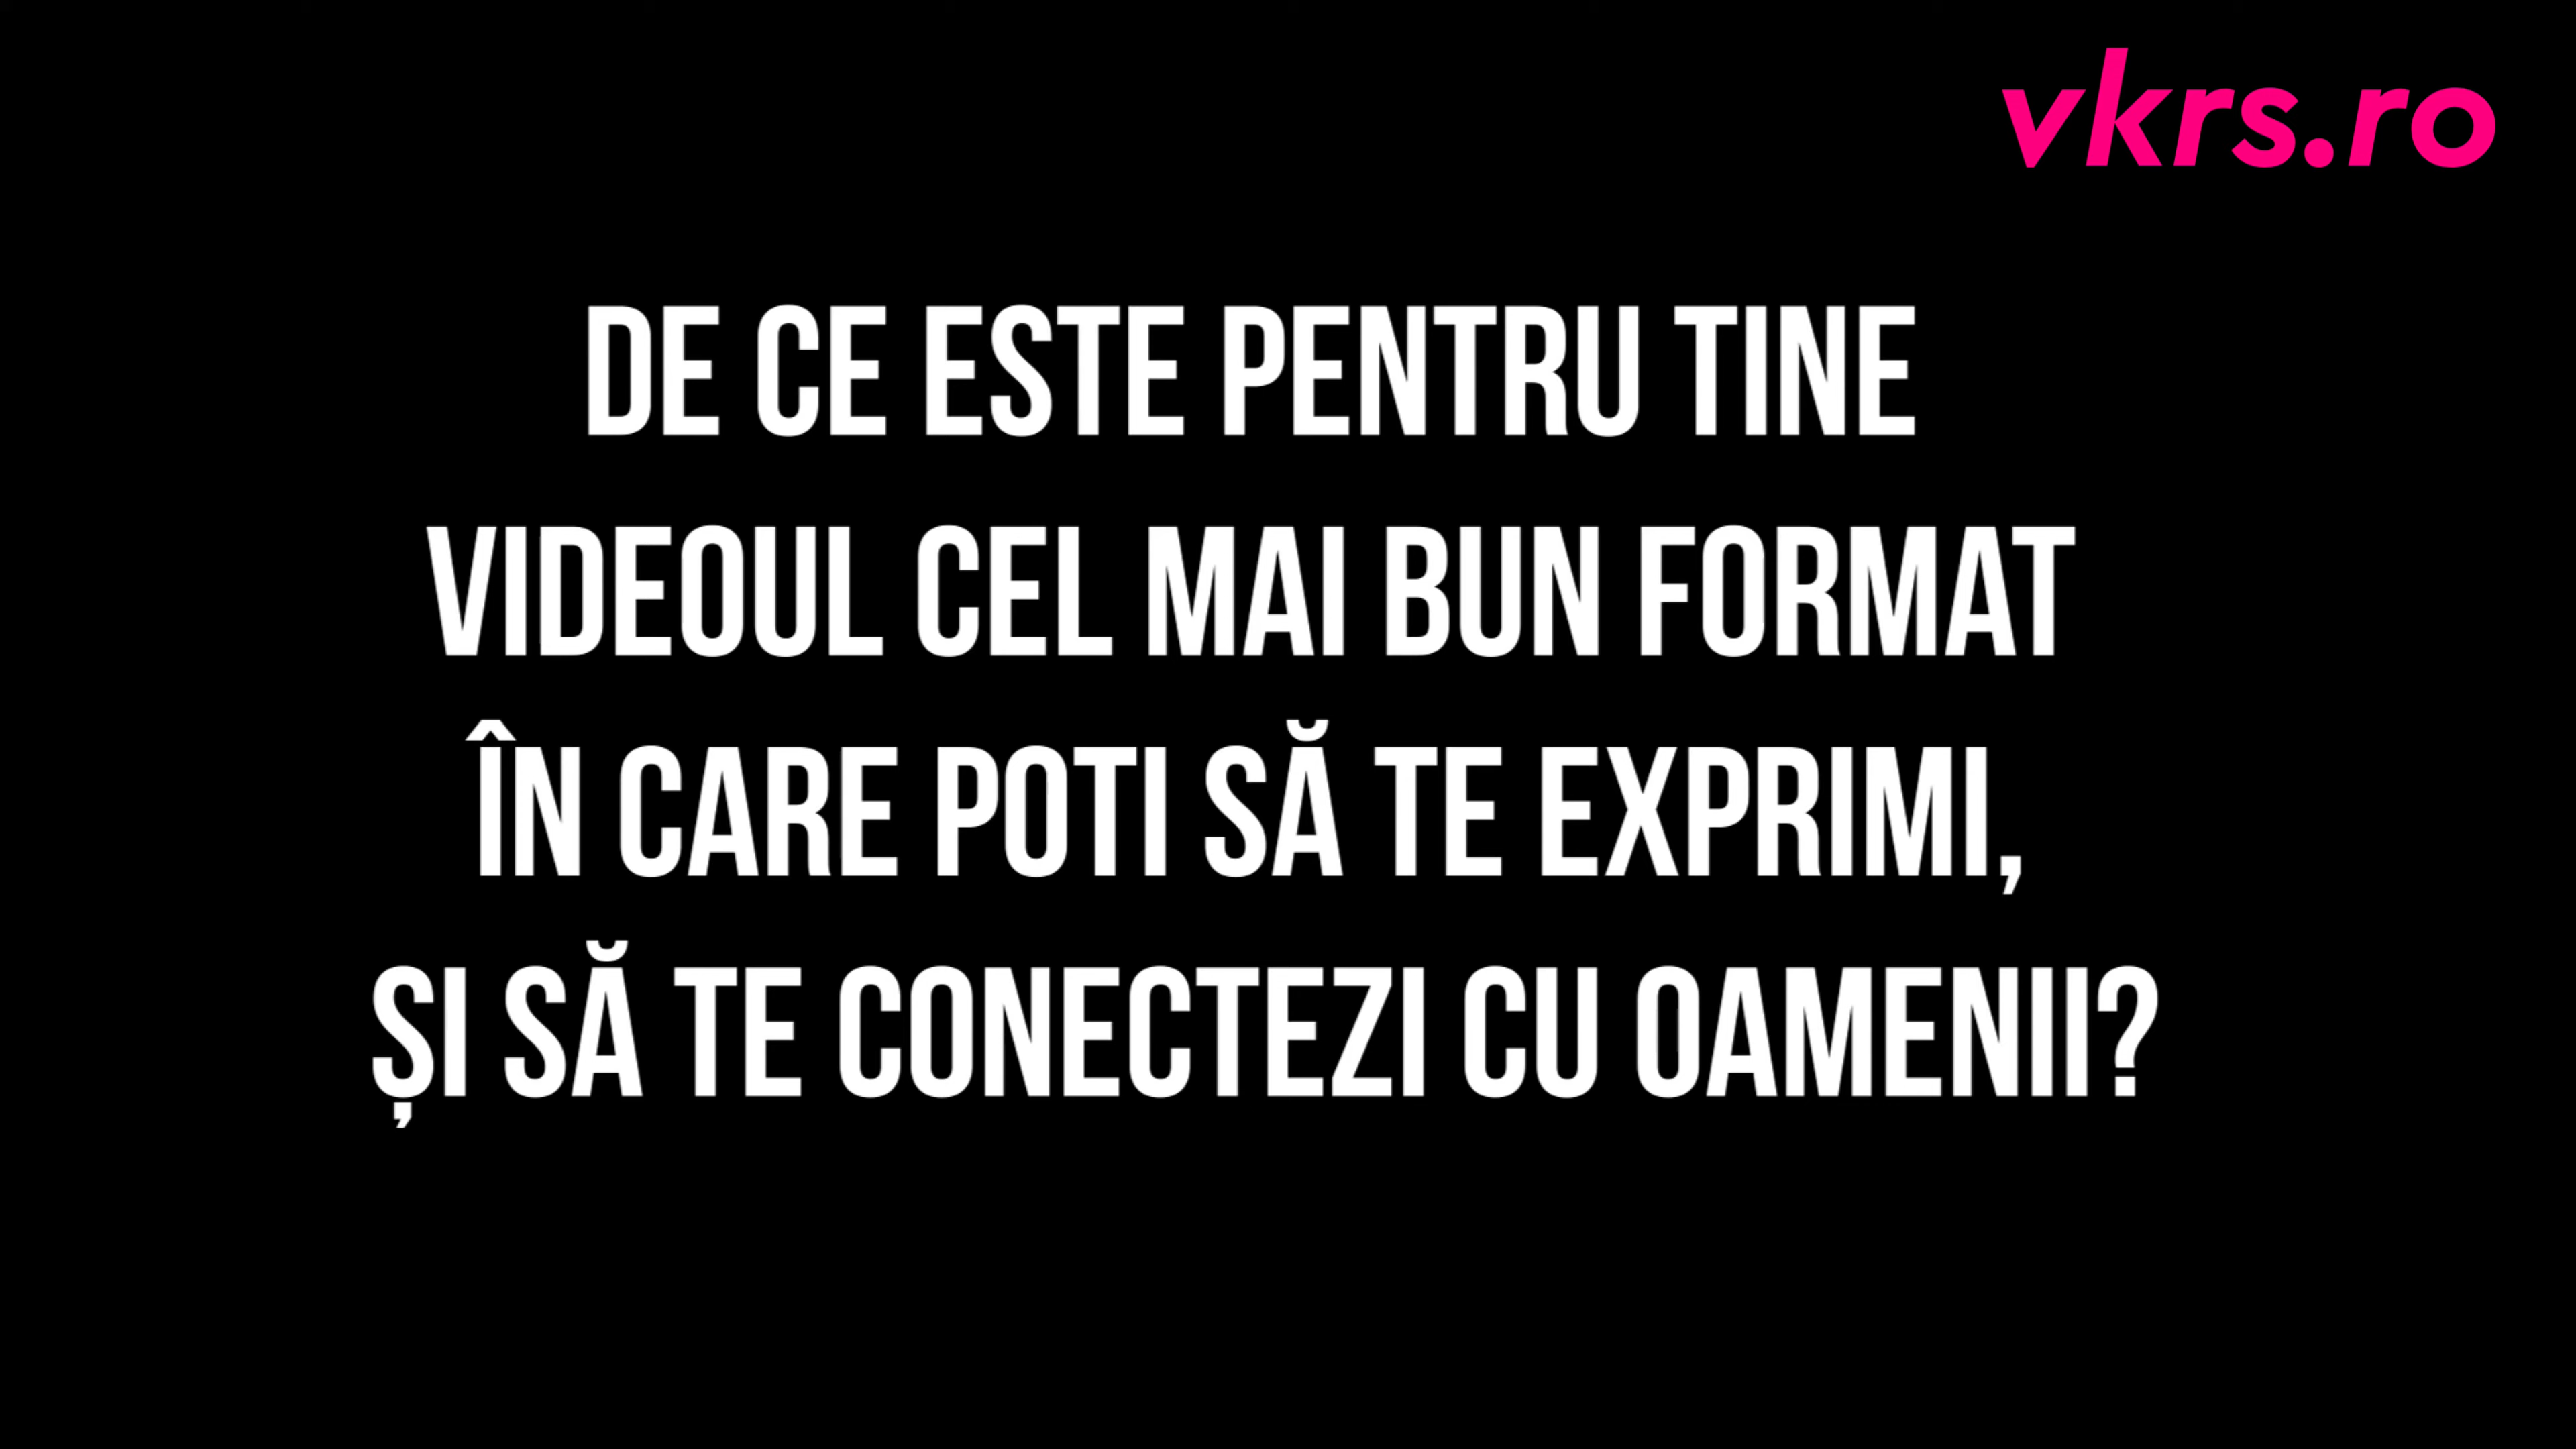 vkrs.ro
DE CE ESTE PENTRU TINE
VIDEOUL CEL MAI BUN FORMAT
ÎN CARE POTI SĂ TE EXPRIMI,
ȘI SĂ TE CONECTEZI CU OAMENII?